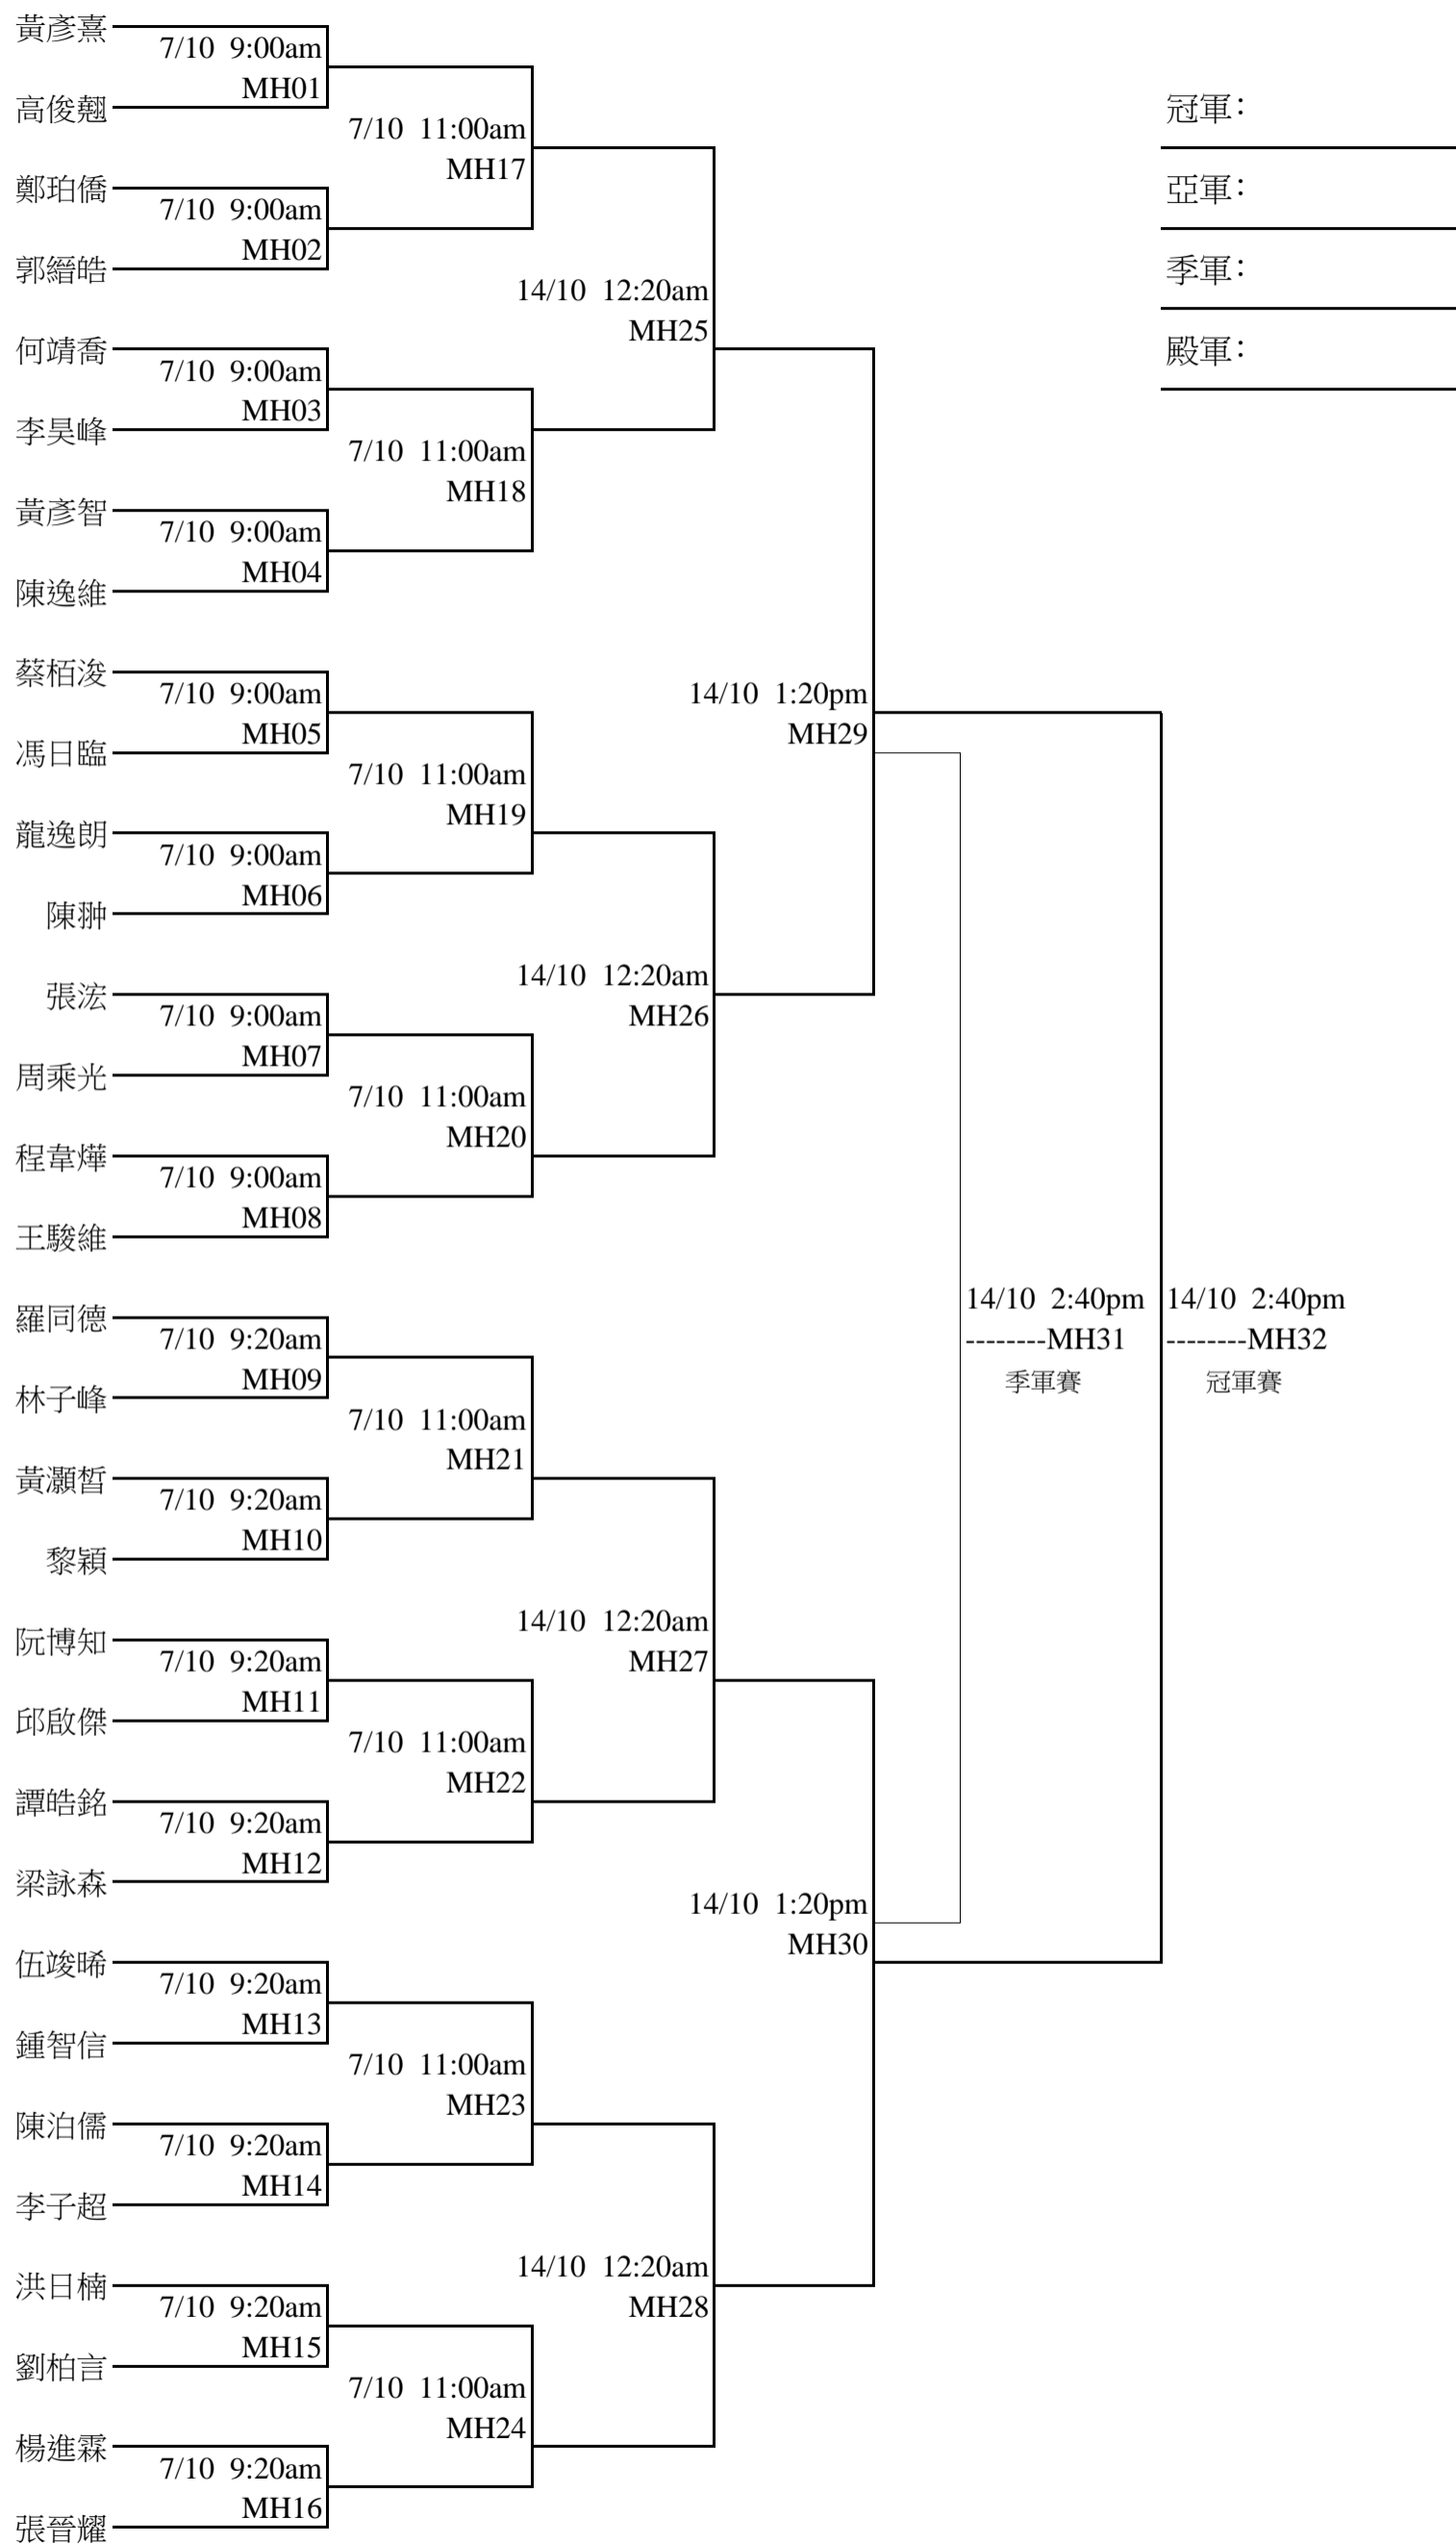 黃彥熹
7/10 9:00am
MH01
高俊翹
冠軍：
7/10 11:00am
MH17
鄭珀僑
亞軍：
7/10 9:00am
MH02
郭縉皓
季軍：
14/10 12:20am
MH25
何靖喬
殿軍：
7/10 9:00am
MH03
李昊峰
7/10 11:00am
MH18
黃彥智
7/10 9:00am
MH04
陳逸維
蔡栢浚
7/10 9:00am
14/10 1:20pm
MH05
MH29
馮日臨
7/10 11:00am
MH19
龍逸朗
7/10 9:00am
MH06
陳翀
14/10 12:20am
MH26
張浤
7/10 9:00am
MH07
周乘光
7/10 11:00am
MH20
程韋燁
7/10 9:00am
MH08
王駿維
14/10 2:40pm
14/10 2:40pm
羅同德
7/10 9:20am
--------MH31
--------MH32
MH09
季軍賽
冠軍賽
林子峰
7/10 11:00am
MH21
黃灝皙
7/10 9:20am
MH10
黎穎
14/10 12:20am
MH27
阮博知
7/10 9:20am
MH11
邱啟傑
7/10 11:00am
MH22
譚皓銘
7/10 9:20am
MH12
梁詠森
14/10 1:20pm
MH30
伍竣晞
7/10 9:20am
MH13
鍾智信
7/10 11:00am
MH23
陳泊儒
7/10 9:20am
MH14
李子超
14/10 12:20am
MH28
洪日楠
7/10 9:20am
MH15
劉柏言
7/10 11:00am
MH24
楊進霖
7/10 9:20am
MH16
張晉耀